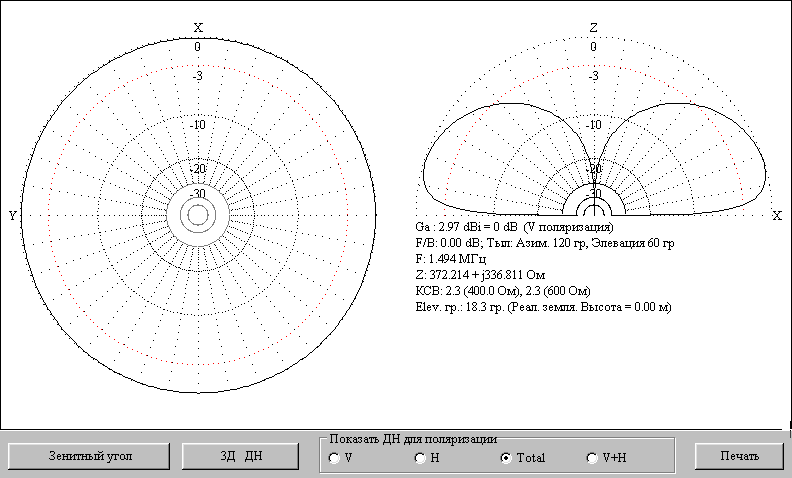 X
0
-3
-10
-20
-30
Y
Z
0
-3
-10
-20
-30
X
Ga : 2.97 dBi = 0 dB (V поляризация)
F/B: 0.00 dB; Тыл: Азим. 120 гр, Элевация 60 гр
F: 1.494 МГц
Z: 372.214 + j336.811 Ом
КСВ: 2.3 (400.0 Ом), 2.3 (600 Ом)
Elev. гр.: 18.3 гр. (Реал. земля. Высота = 0.00 м)
Показать ДН для поляризации
Зенитный угол
3Д ДН
V
H
Total
V+H
Печать